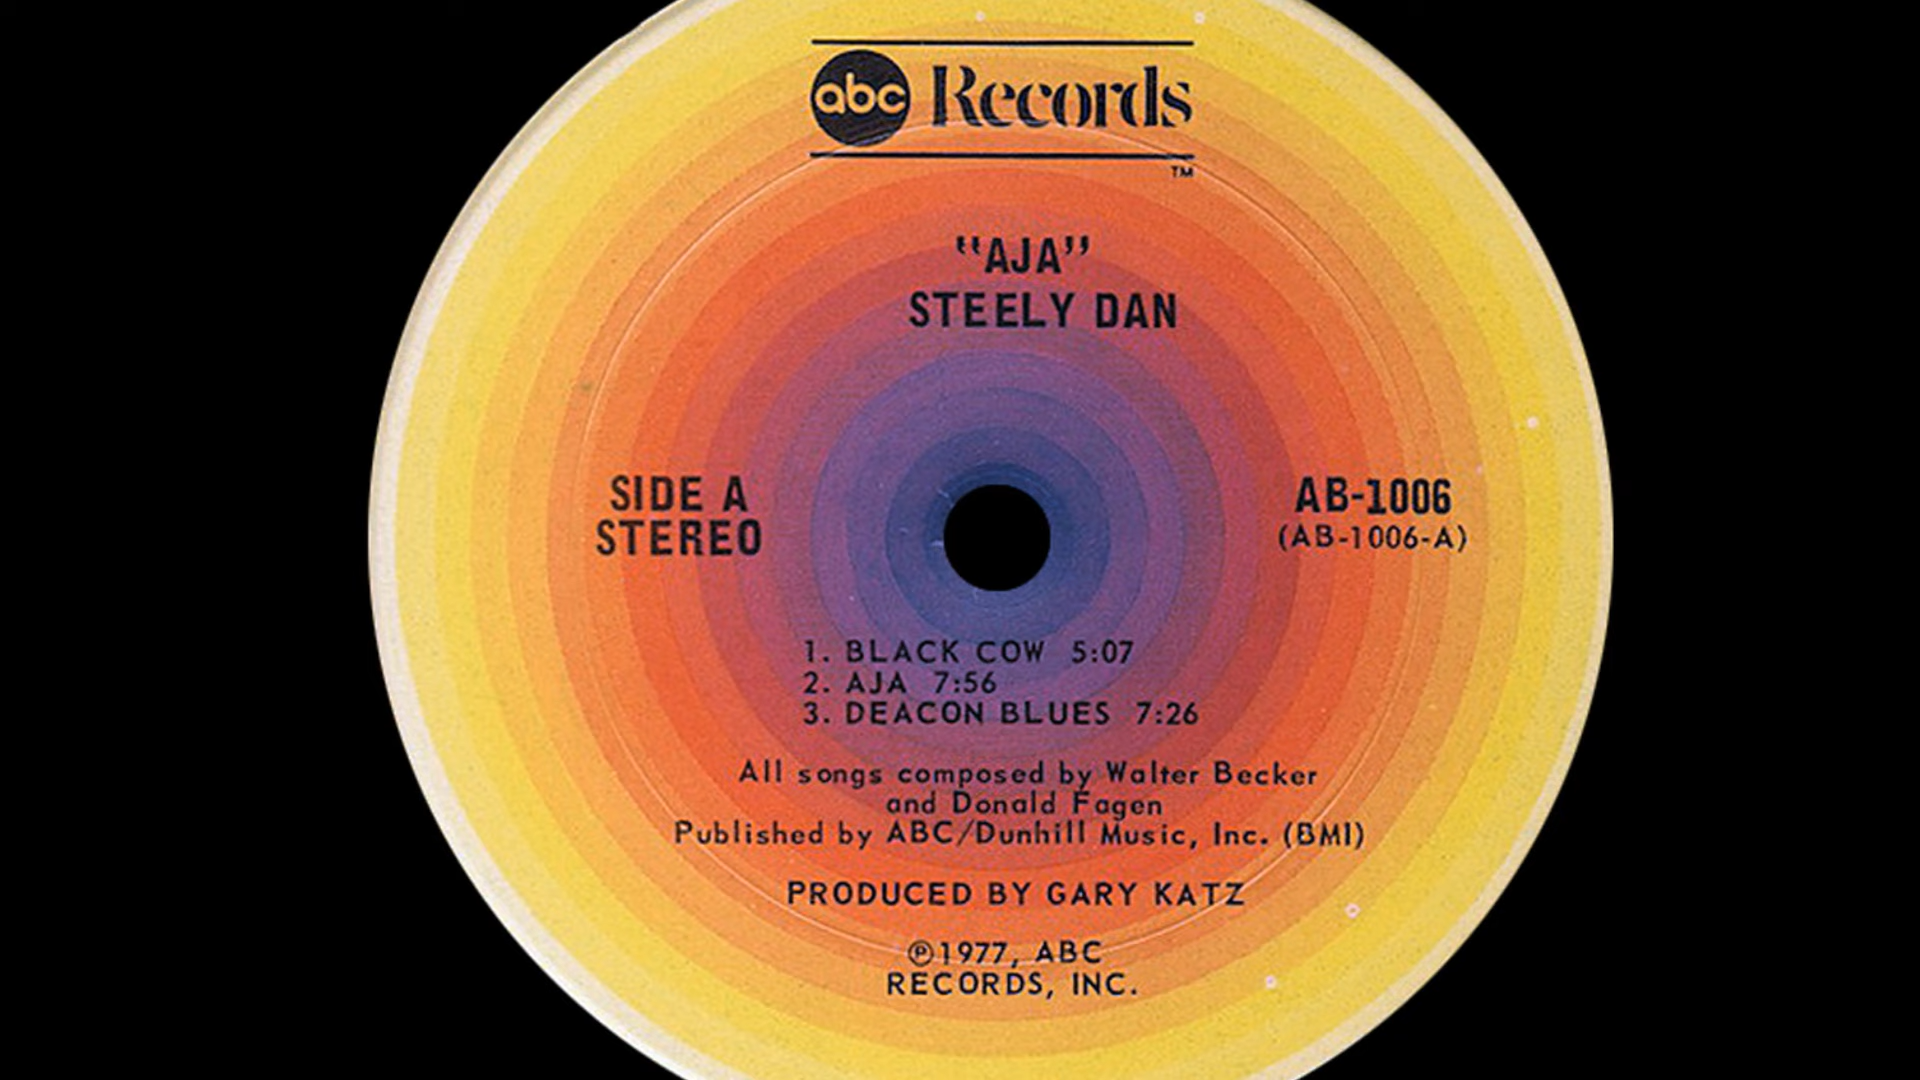 abc Records
TM
"AJA"
STEELY DAN
SIDE A
STEREO
AB-1006
(AB-1006-A)
1. BLACK COW 5:07
2. AJA 7:56
3. DEACON BLUES 7:26
All songs composed by Walter Becker
and Donald Fagen
Published by ABC/Dunhill Music, Inc. (BMI)
PRODUCED BY GARY KATZ
℗1977, ABC
RECORDS, INC.